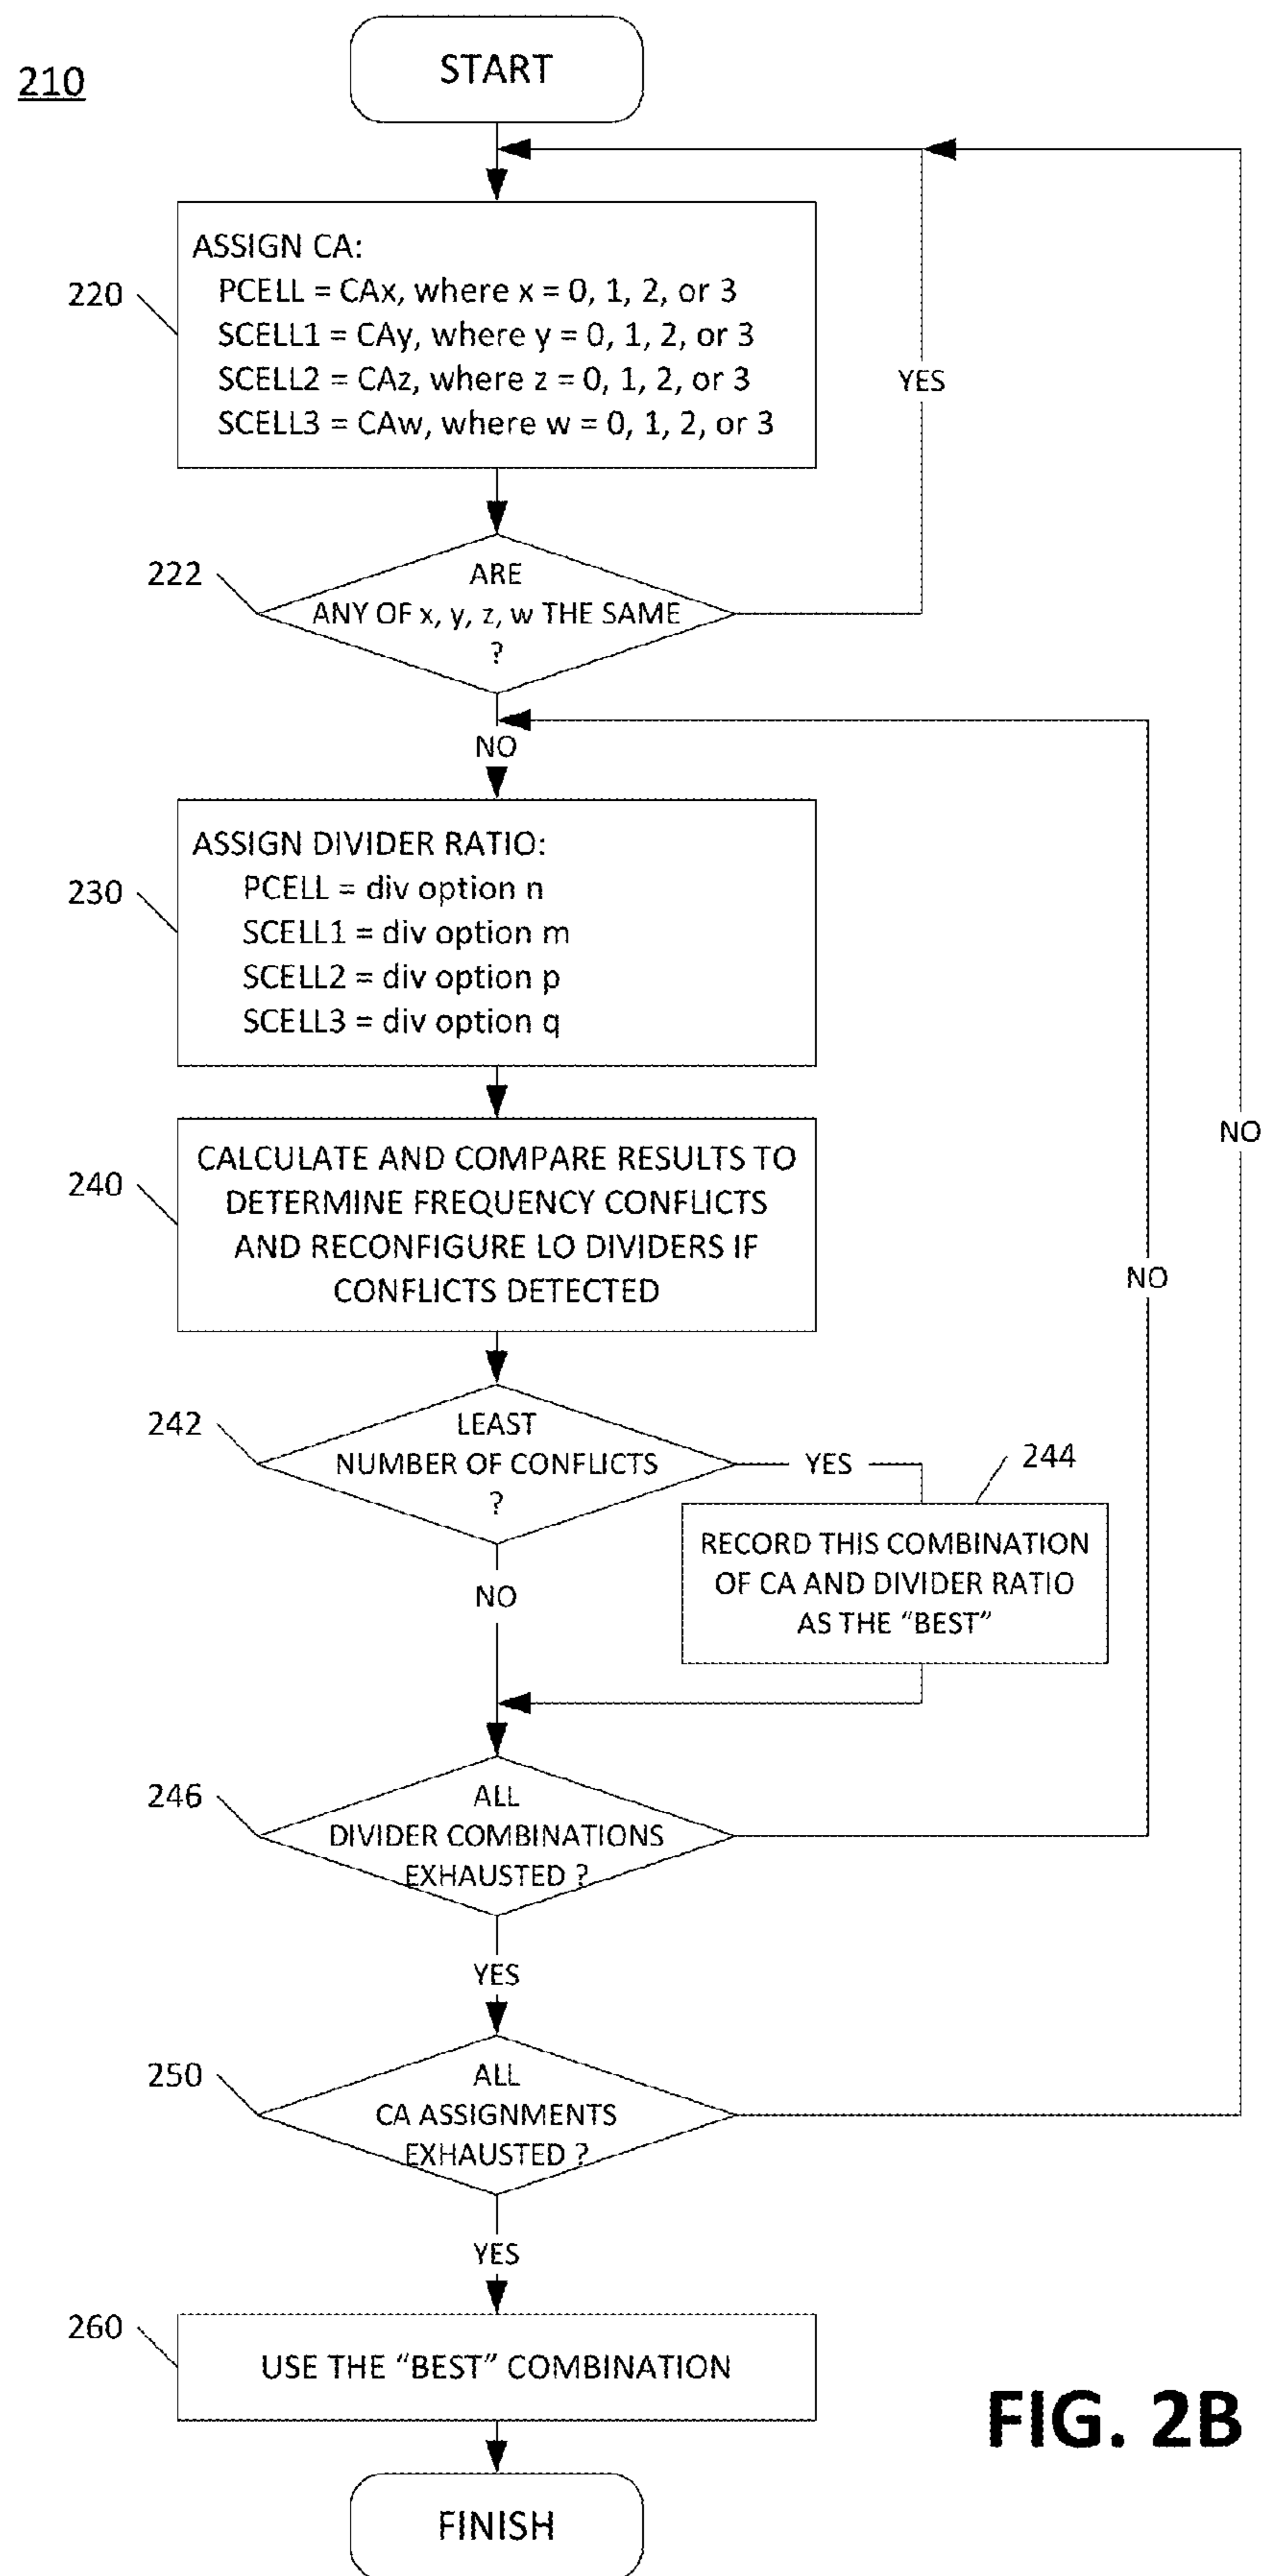 START
210
ASSIGN CA:
PCELL = CAx, where x = 0, 1, 2, or 3
SCELL1 = CAy, where y = 0, 1, 2, or 3
SCELL2 = CAz, where z = 0, 1, 2, or 3
SCELL3 = CAw, where w = 0, 1, 2, or 3
220
YES
222
ARE
ANY OF x, y, z, w THE SAME
?
NO
ASSIGN DIVIDER RATIO:
PCELL = div option n
SCELL1 = div option m
SCELL2 = div option p
SCELL3 = div option q
230
CALCULATE AND COMPARE RESULTS TO
DETERMINE FREQUENCY CONFLICTS
AND RECONFIGURE LO DIVIDERS IF
CONFLICTS DETECTED
240
NO
NO
242
LEAST
NUMBER OF CONFLICTS
?
YES
244
RECORD THIS COMBINATION
OF CA AND DIVIDER RATIO
AS THE “BEST”
NO
246
ALL
DIVIDER COMBINATIONS
EXHAUSTED ?
YES
250
ALL
CA ASSIGNMENTS
EXHAUSTED ?
YES
260
USE THE “BEST” COMBINATION
FIG. 2B
FINISH